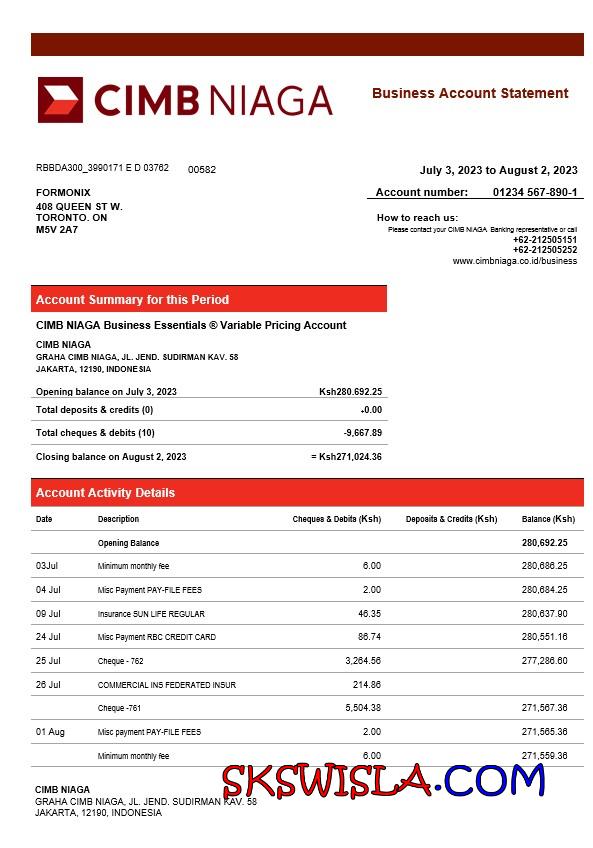 CIMB NIAGA
Business Account Statement
RBBDA300_3990171 E D 03762 00582
July 3, 2023 to August 2, 2023
FORMONIX
Account number: 01234 567-890-1
408 QUEEN ST W.
TORONTO. ON
M5V 2A7
How to reach us:
Please contact your CIMB NIAGA Banking representative or call
+62-212505151
+62-212505252
www.cimbniaga.co.id/business
Account Summary for this Period
CIMB NIAGA Business Essentials ® Variable Pricing Account
CIMB NIAGA
GRAHA CIMB NIAGA, JL. JEND. SUDIRMAN KAV. 58
JAKARTA, 12190, INDONESIA
Opening balance on July 3, 2023 Ksh280.692.25
Total deposits & credits (0) +0.00
Total cheques & debits (10) -9,667.89
Closing balance on August 2, 2023 = Ksh271,024.36
Account Activity Details
Date Description Cheques & Debits (Ksh) Deposits & Credits (Ksh) Balance (Ksh)
Opening Balance 280,692.25
03Jul Minimum monthly fee 6.00 280,686.25
04 Jul Misc Payment PAY-FILE FEES 2.00 280,684.25
09 Jul Insurance SUN LIFE REGULAR 46.35 280,637.90
24 Jul Misc Payment RBC CREDIT CARD 86.74 280,551.16
25 Jul Cheque - 762 3,264.56 277,286.60
26 Jul COMMERCIAL INS FEDERATED INSUR 214.86
Cheque -761 5,504.38 271,567.36
01 Aug Misc payment PAY-FILE FEES 2.00 271,565.36
Minimum monthly fee 6.00 271,559.36
SKSWISLA.COM
CIMB NIAGA
GRAHA CIMB NIAGA, JL. JEND. SUDIRMAN KAV. 58
JAKARTA, 12190, INDONESIA